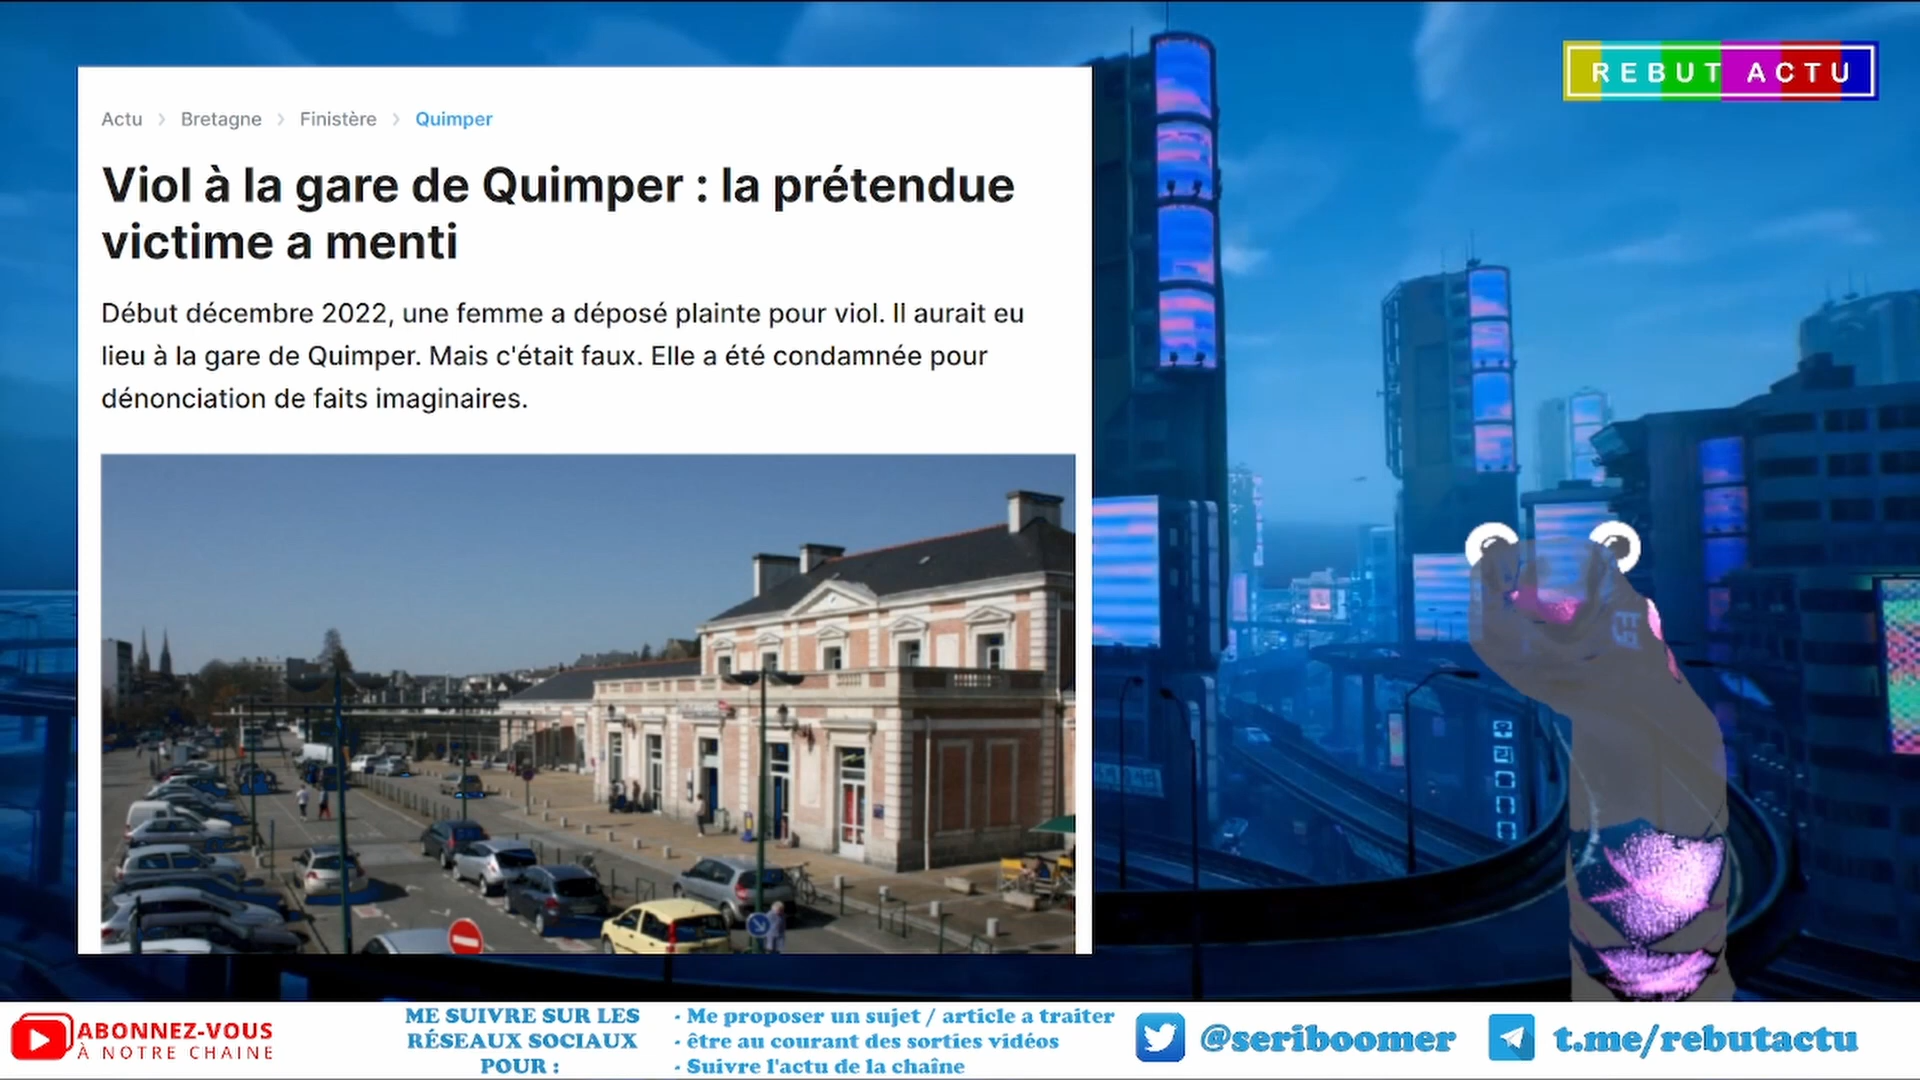 REBUT ACTU
Actu > Bretagne > Finistère > Quimper
Viol à la gare de Quimper : la prétendue
victime a menti
Début décembre 2022, une femme a déposé plainte pour viol. Il aurait eu
lieu à la gare de Quimper. Mais c'était faux. Elle a été condamnée pour
dénonciation de faits imaginaires.
ABONNEZ-VOUS
À NOTRE CHAINE
ME SUIVRE SUR LES
RÉSEAUX SOCIAUX
POUR :
- Me proposer un sujet / article a traiter
- être au courant des sorties vidéos
- Suivre l'actu de la chaîne
@seriboomer
t.me/rebutactu